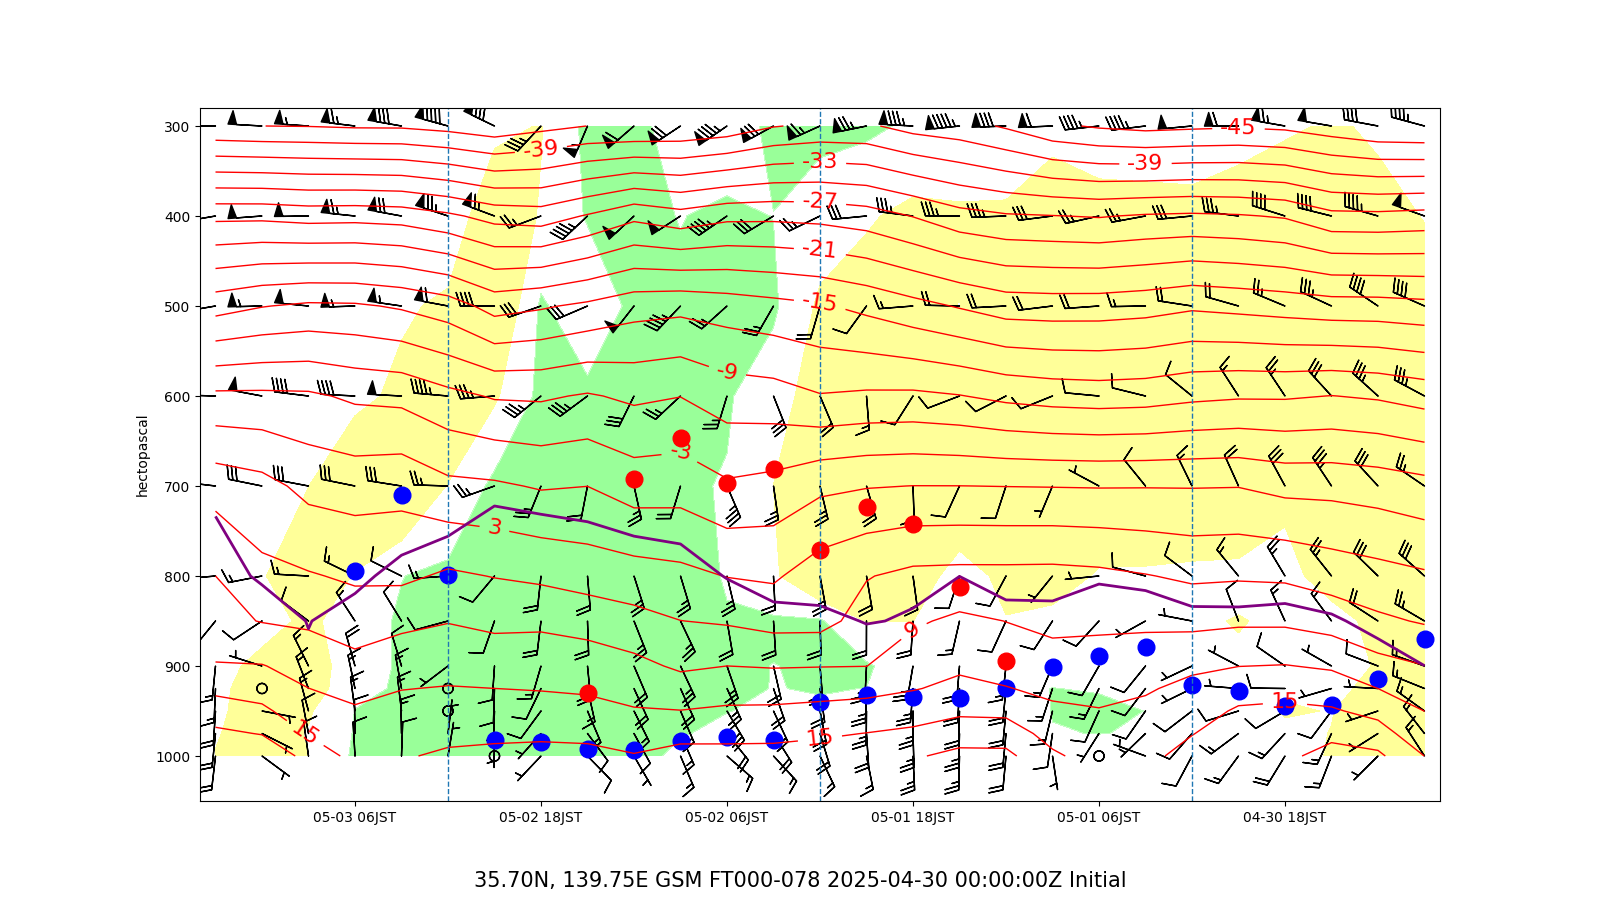 300
400
500
600
700
800
900
1000
hectopascal
-45
-39
-39
-33
-27
-21
-15
-9
-3
3
9
15
15
15
05-03 06JST
05-02 18JST
05-02 06JST
05-01 18JST
05-01 06JST
04-30 18JST
35.70N, 139.75E GSM FT000-078 2025-04-30 00:00:00Z Initial